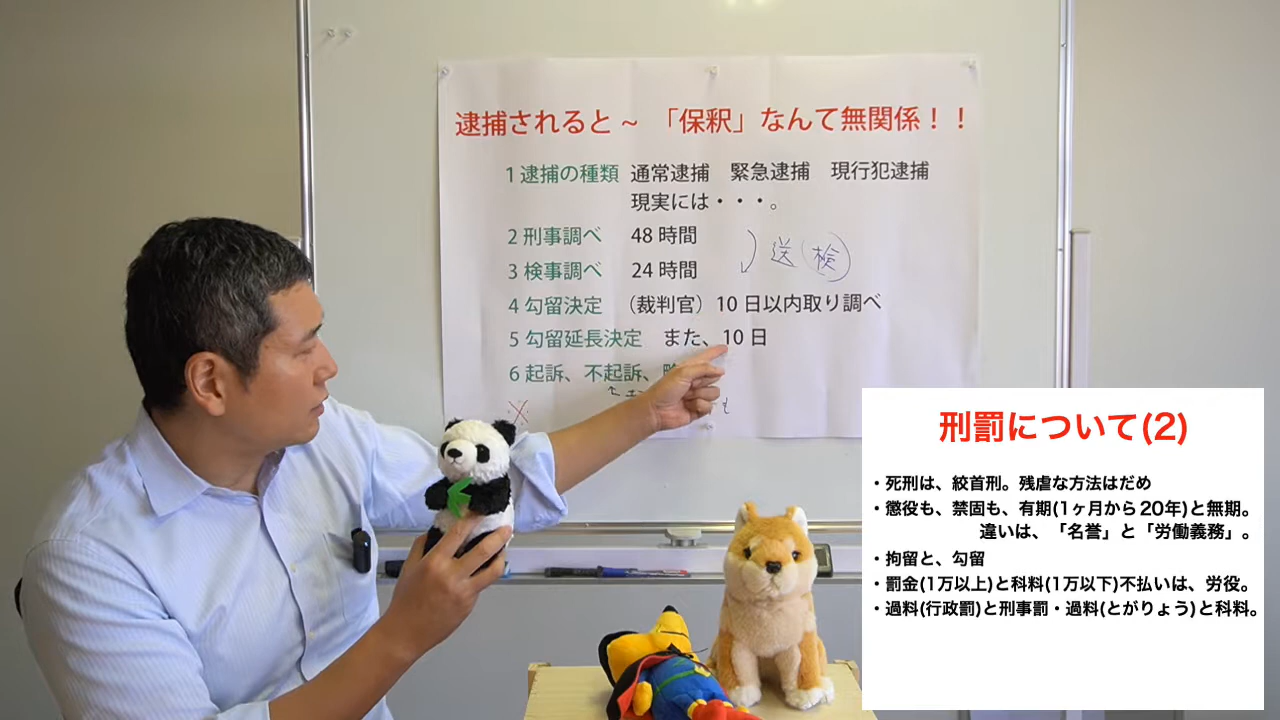 逮捕されると~ 「保釈」なんて無関係!!
1 逮捕の種類 通常逮捕 緊急逮捕 現行犯逮捕
現実には・・・。
2 刑事調べ 48 時間
3 検事調べ 24 時間
送検
4 勾留決定 (裁判官) 10 日以内取り調べ
5 勾留延長決定 また、10 日
6 起訴、不起訴、
※
刑罰について(2)
・死刑は、絞首刑。残虐な方法はだめ
・懲役も、禁固も、有期(1ヶ月から20年)と無期。
違いは、「名誉」と「労働義務」。
・拘留と、勾留
・罰金(1万以上)と科料(1万以下)不払いは、労役。
・過料(行政罰)と刑事罰・過料(とがりょう)と科料。